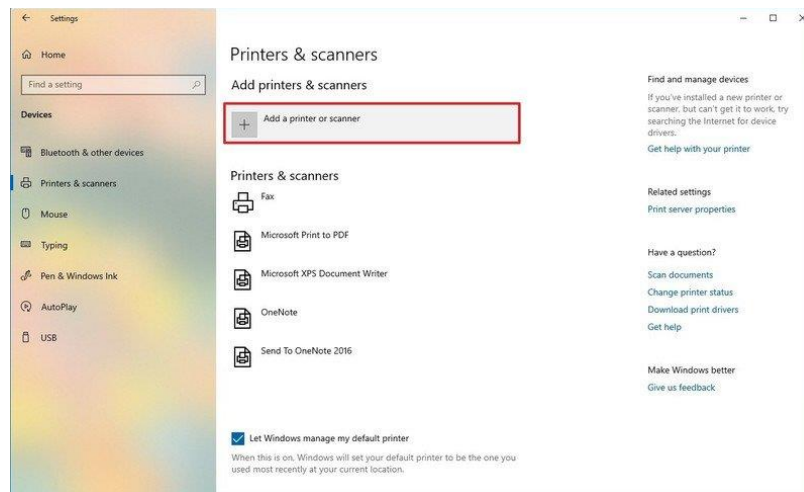 Settings
Home
Find a setting
Devices
Bluetooth & other devices
Printers & scanners
Mouse
Typing
Pen & Windows Ink
AutoPlay
USB
Printers & scanners
Add printers & scanners
Add a printer or scanner
Printers & scanners
Fax
Microsoft Print to PDF
Microsoft XPS Document Writer
OneNote
Send To OneNote 2016
Let Windows manage my default printer
When this is on, Windows will set your default printer to be the one you
used most recently at your current location.
Find and manage devices
If you've installed a new printer or
scanner, but can't get it to work, try
searching the Internet for device
drivers.
Get help with your printer
Related settings
Print server properties
Have a question?
Scan documents
Change printer status
Download print drivers
Get help
Make Windows better
Give us feedback